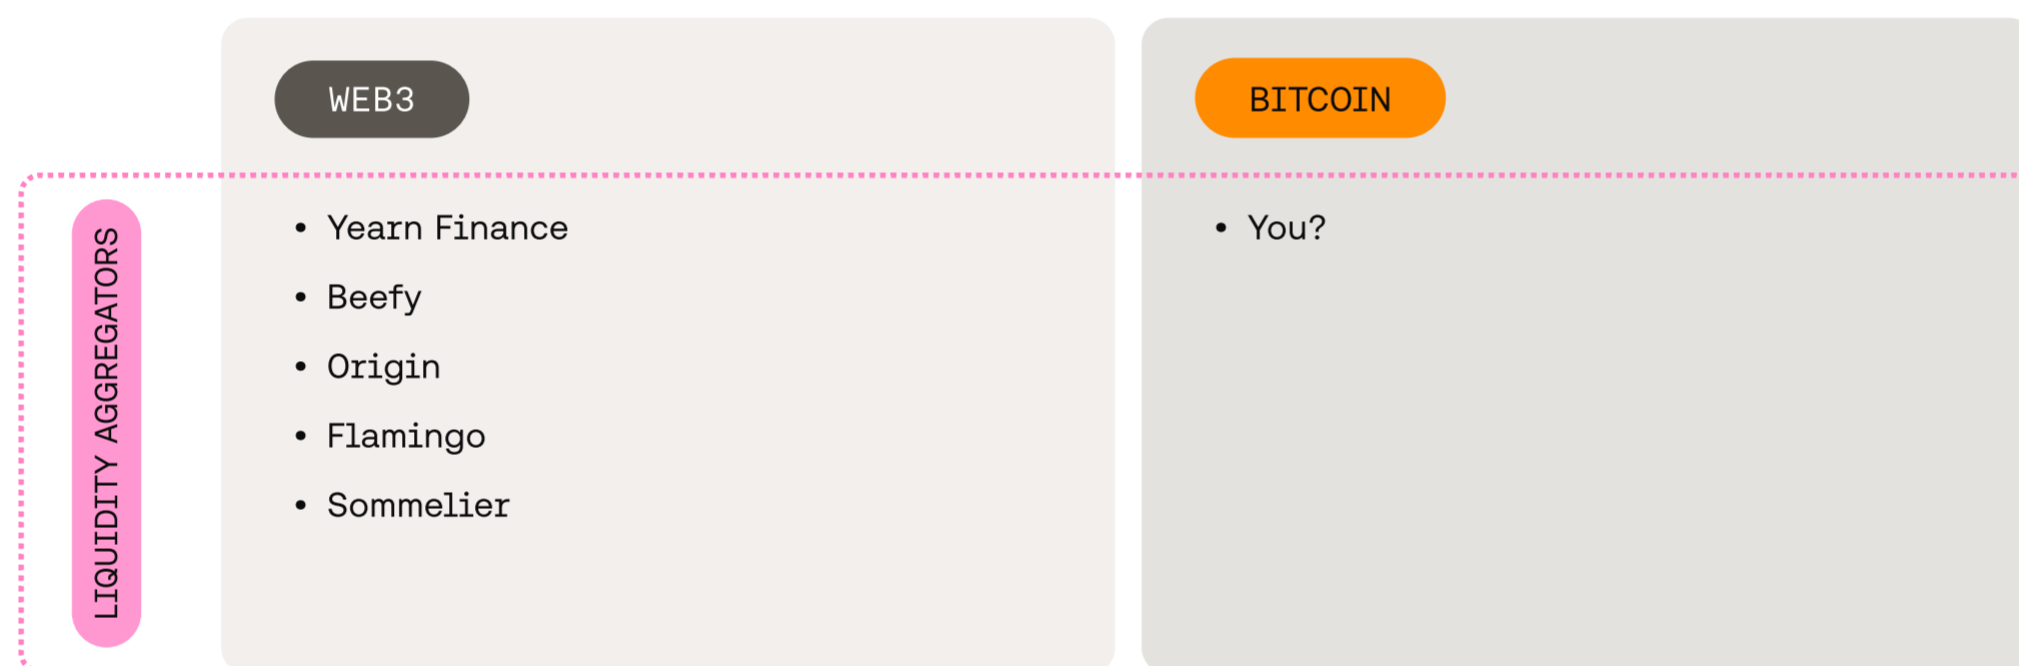 WEB3
BITCOIN
LIQUIDITY AGGREGATORS
• Yearn Finance
• Beefy
• Origin
• Flamingo
• Sommelier
• You?